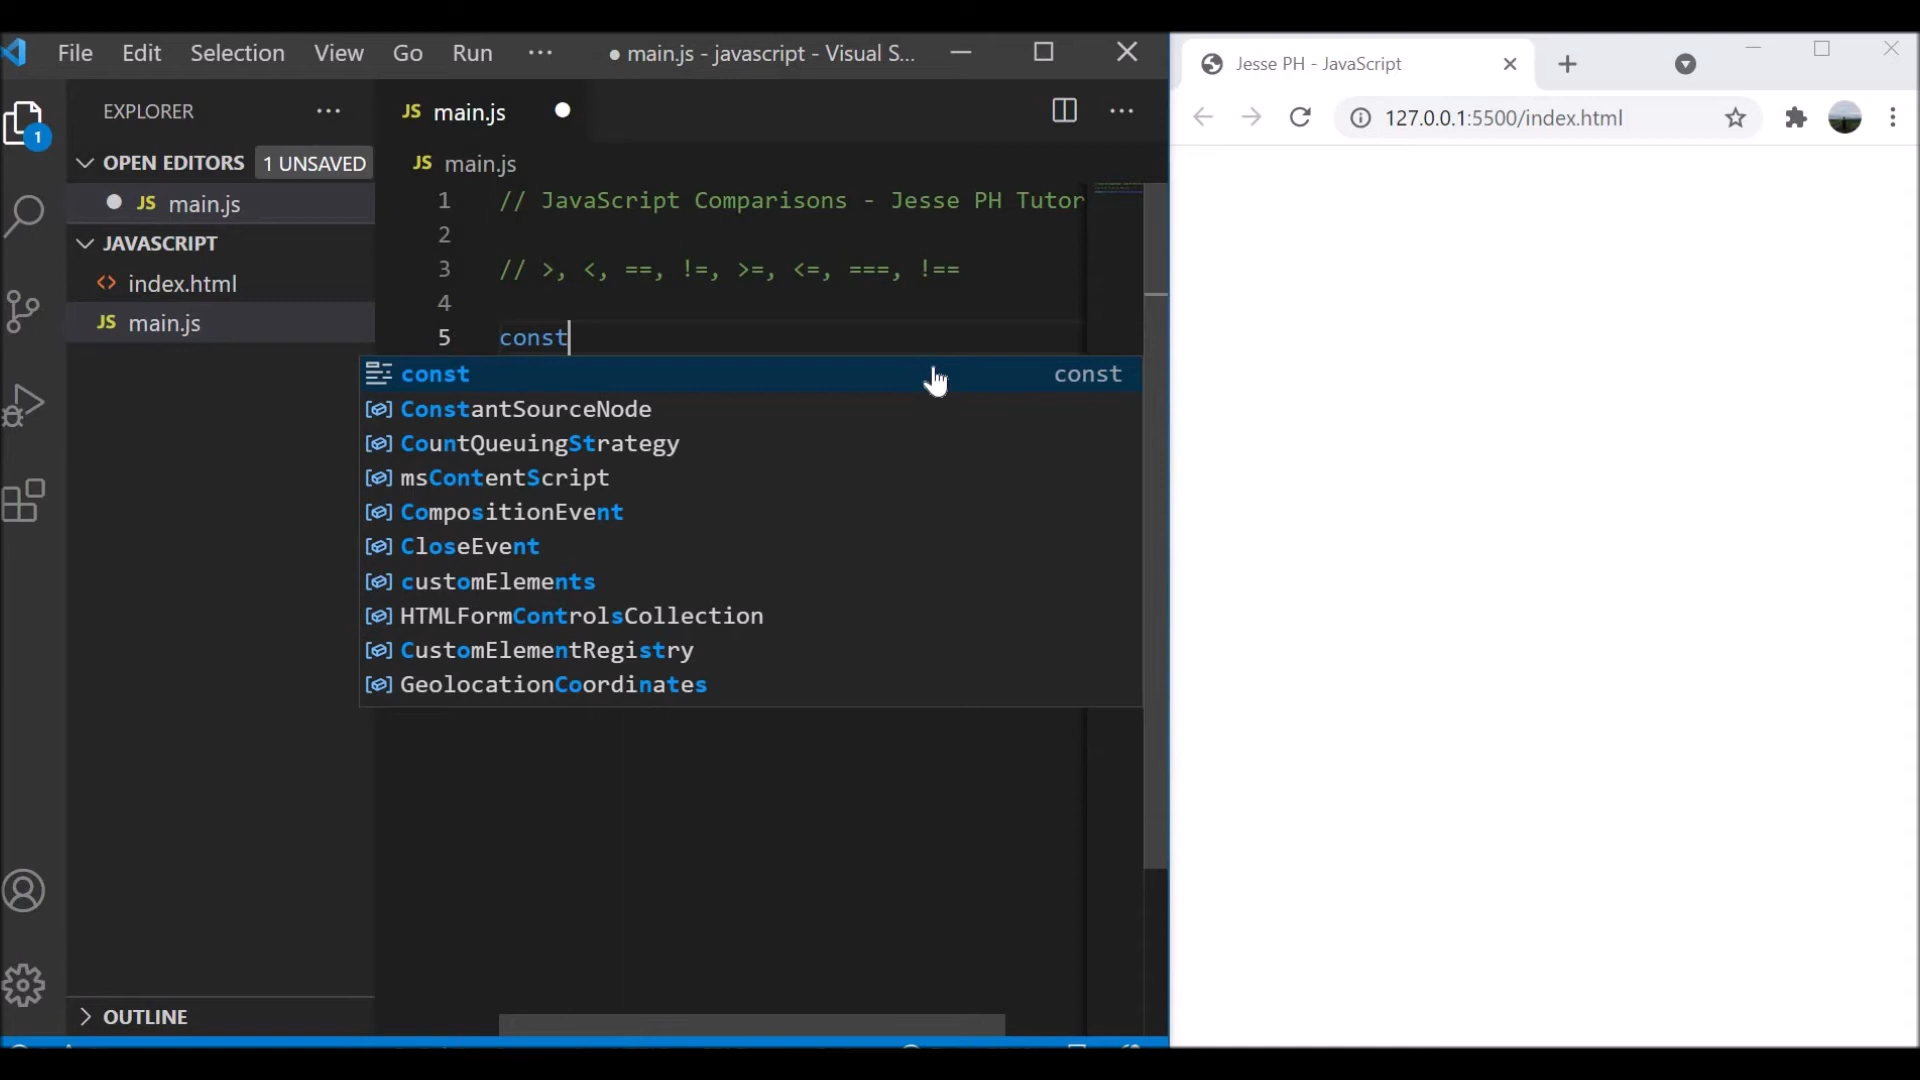 File Edit Selection View Go Run ··· ● main.js - javascript - Visual S... 
Jesse PH - JavaScript
127.0.0.1:5500/index.html
1
EXPLORER ···
OPEN EDITORS 1 UNSAVED
JS main.js
JAVASCRIPT
<> index.html
JS main.js
OUTLINE
JS main.js ● ···
JS main.js
1 // JavaScript Comparisons - Jesse PH Tutor
2
3 // >, <, ==, !=, >=, <=, ===, !==
4
5 const
const const
ConstantSourceNode
CountQueuingStrategy
msContentScript
CompositionEvent
CloseEvent
customElements
HTMLFormControlsCollection
CustomElementRegistry
GeolocationCoordinates